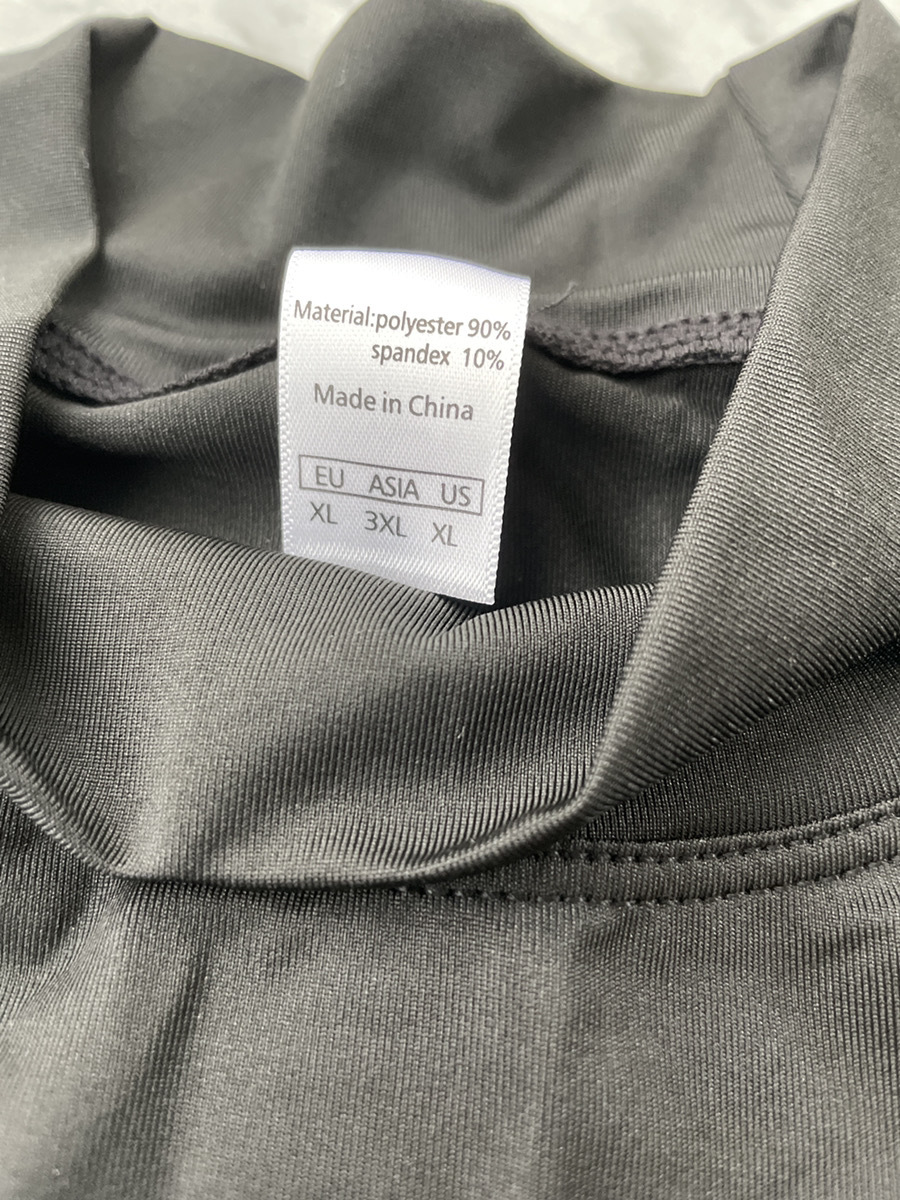 Material:polyester 90%
spandex 10%
Made in China
EU ASIA US
XL 3XL XL